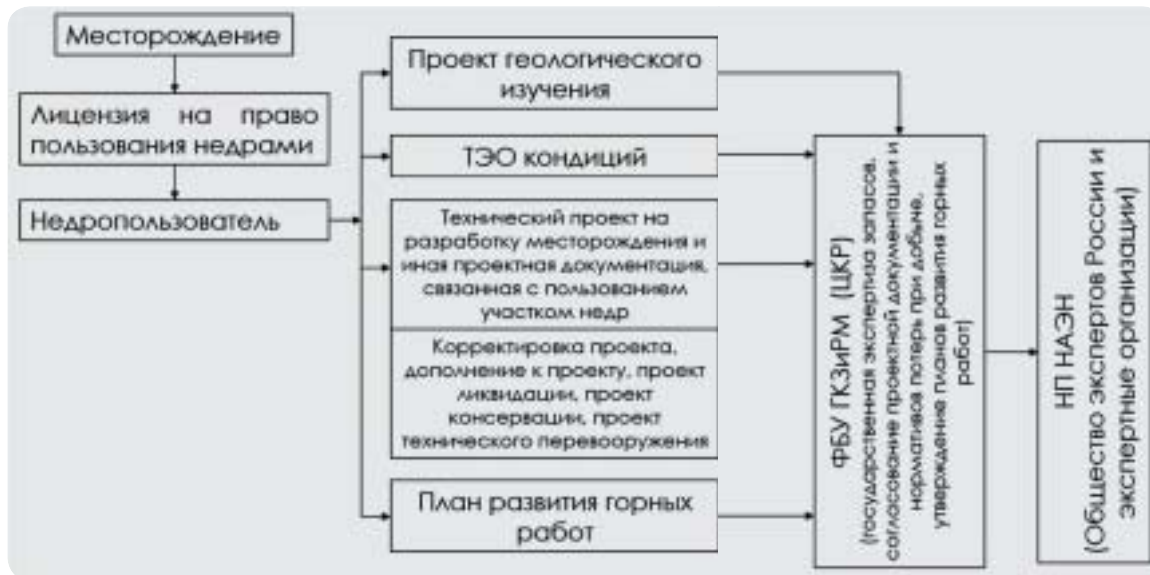 Месторождение
Лицензия на право
пользования недрами
Недропользователь
Проект геологического
изучения
ТЭО кондиций
Технический проект на
разработку месторождения и
иная проектная документация,
связанная с пользованием
участком недр
Корректировка проекта,
дополнение к проекту, проект
ликвидации, проект
консервации, проект
технического перевооружения
План развития горных
работ
ФБУ ГКЗиРМ (ЦКР)
(государственная экспертиза запасов,
согласование проектной документации и
нормативов потерь при добыче,
утверждение планов развития горных
работ)
НП НАЭН
(Общество экспертов России и
экспертные организации)